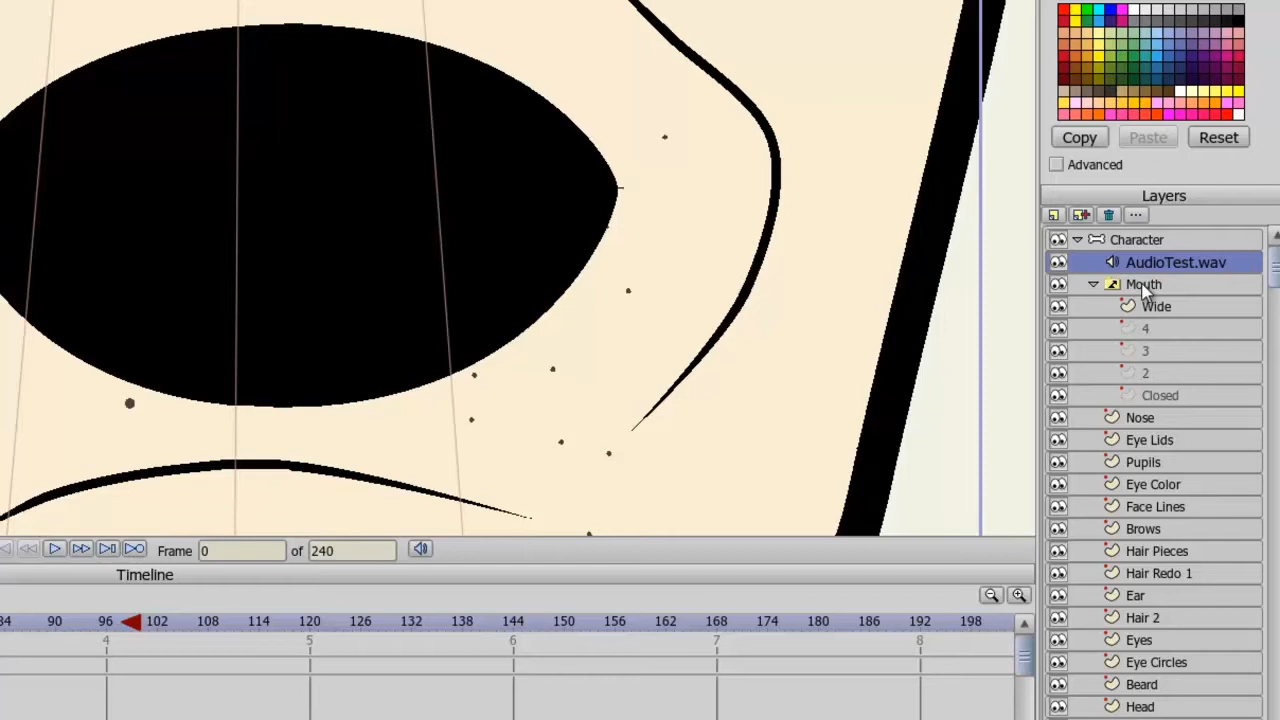 Copy Paste Reset
Advanced
Layers
Character
AudioTest.wav
Mouth
Wide
4
3
2
Closed
Nose
Eye Lids
Pupils
Eye Color
Face Lines
Brows
Hair Pieces
Hair Redo 1
Ear
Hair 2
Eyes
Eye Circles
Beard
Head
Frame 0 of 240
Timeline
84 90 96 102 108 114 120 126 132 138 144 150 156 162 168 174 180 186 192 198
4 5 6 7 8